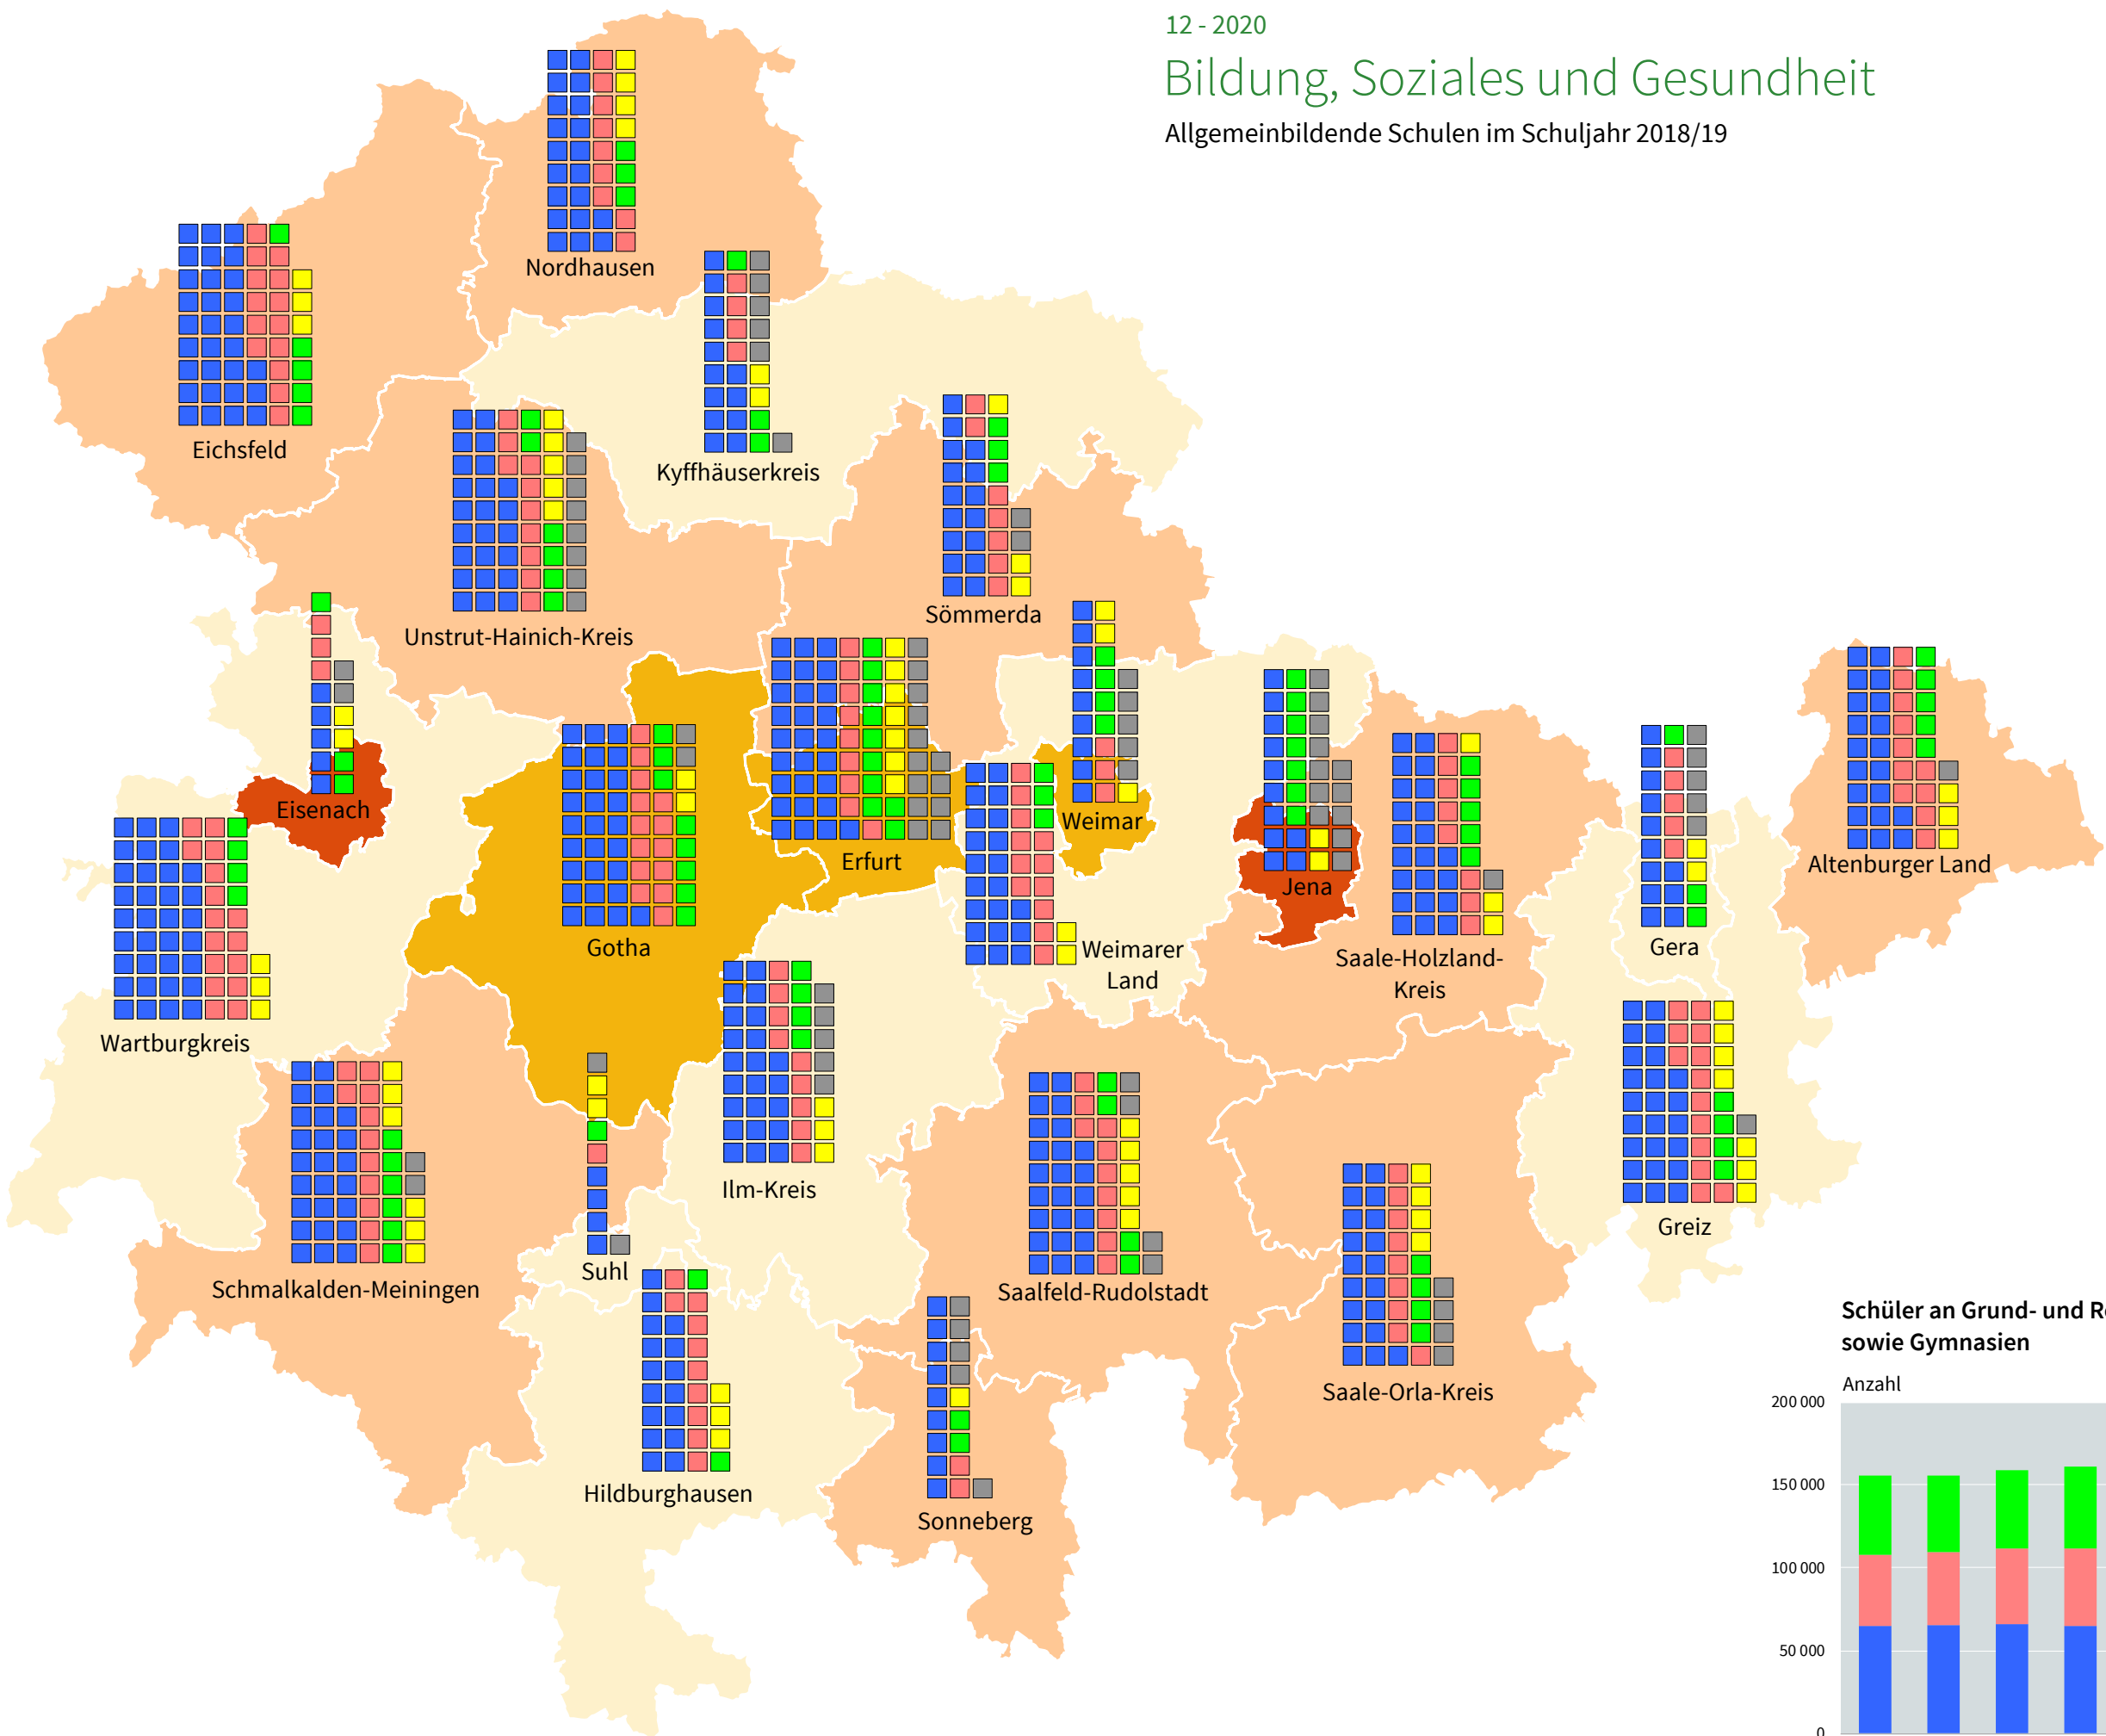 12 - 2020
Bildung, Soziales und Gesundheit
Allgemeinbildende Schulen im Schuljahr 2018/19
Nordhausen
Eichsfeld
Kyffhäuserkreis
Sömmerda
Unstrut-Hainich-Kreis
Eisenach
Weimar
Erfurt
Altenburger Land
Jena
Gotha
Gera
Weimarer
Land
Saale-Holzland-
Kreis
Wartburgkreis
Ilm-Kreis
Greiz
Suhl
Schmalkalden-Meiningen
Saalfeld-Rudolstadt
Saale-Orla-Kreis
Hildburghausen
Sonneberg
Schüler an Grund- und
sowie Gymnasien
Anzahl
200 000
150 000
100 000
50 000
0